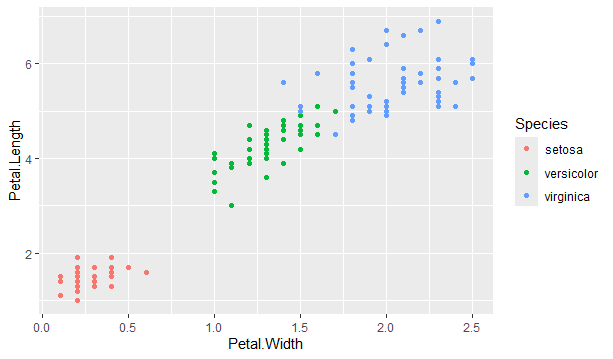 6
4
2
Petal.Length
0.0 0.5 1.0 1.5 2.0 2.5
Petal.Width
Species
setosa
versicolor
virginica